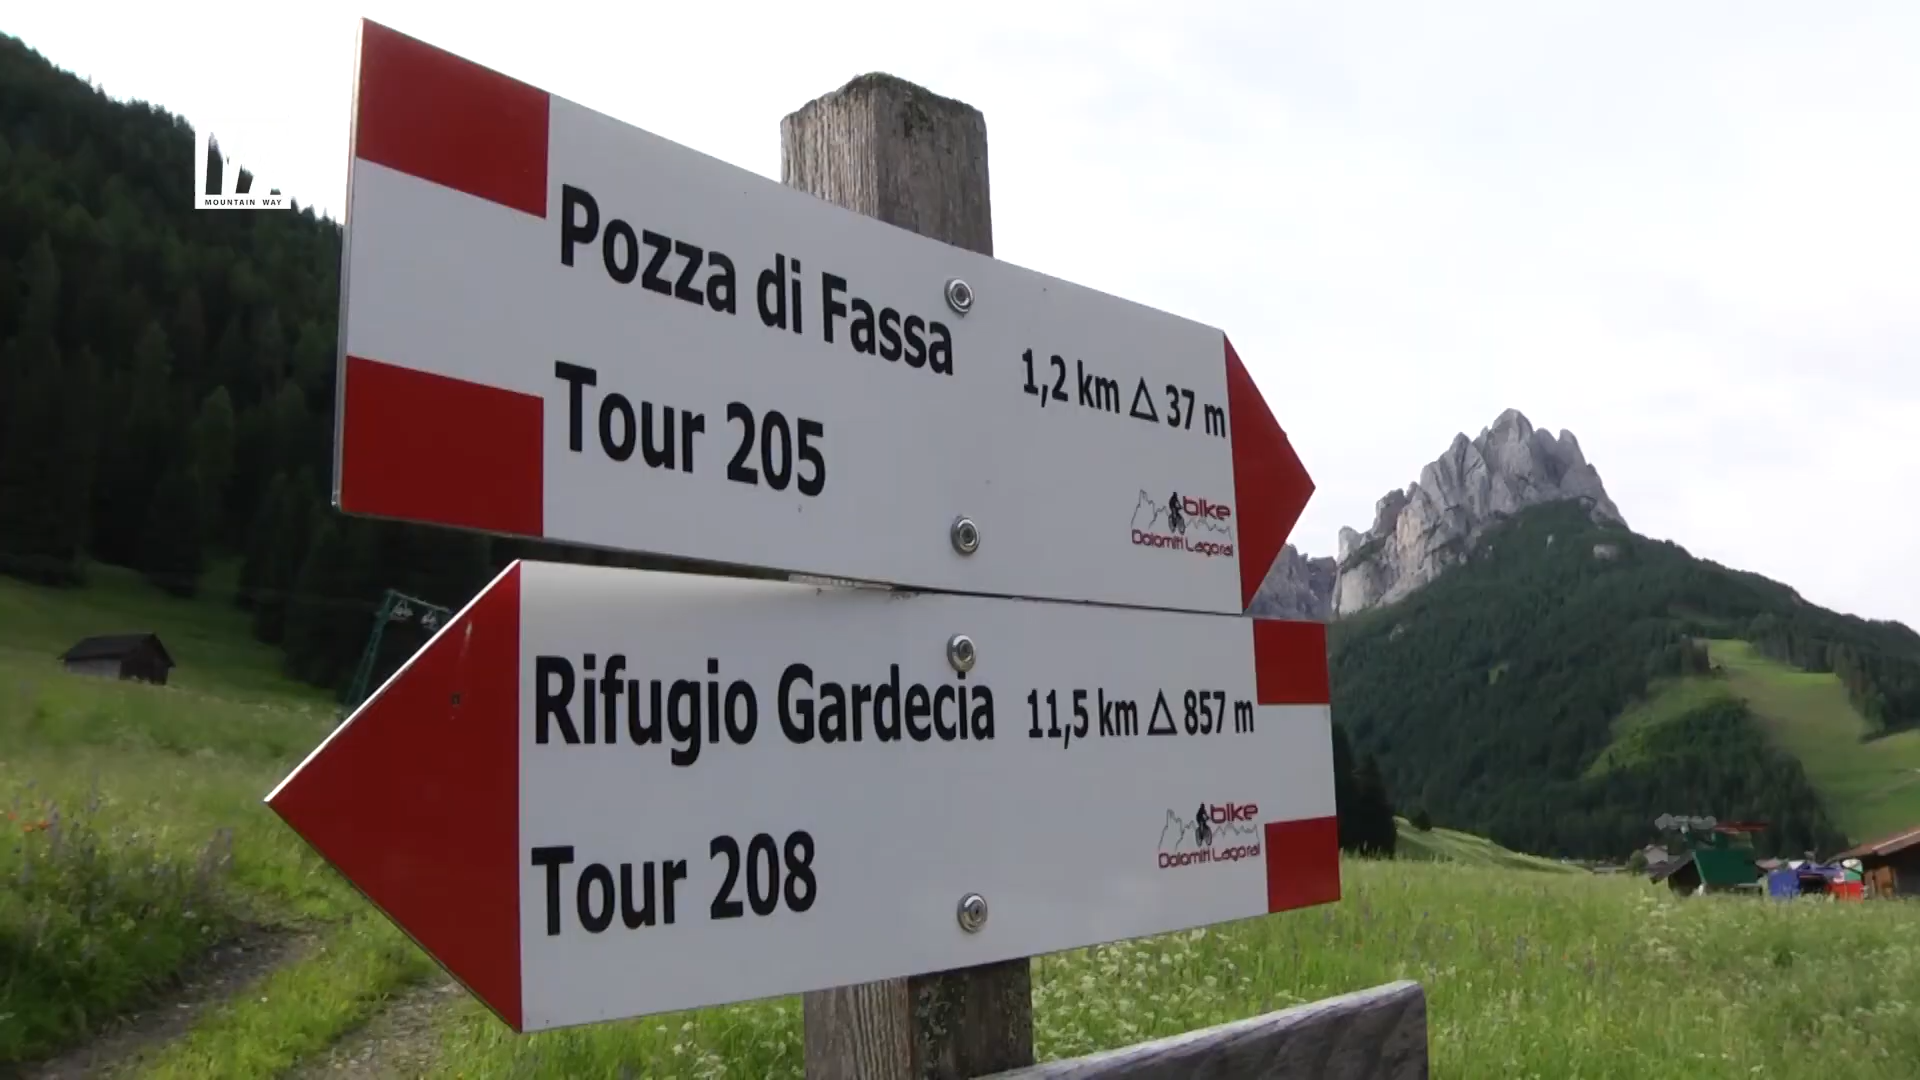 MOUNTAIN WAY
Pozza di Fassa
1,2 km △ 37 m
Tour 205
bike
Dolomiti Lagorai
Rifugio Gardecia 11,5 km △ 857 m
Tour 208
bike
Dolomiti Lagorai